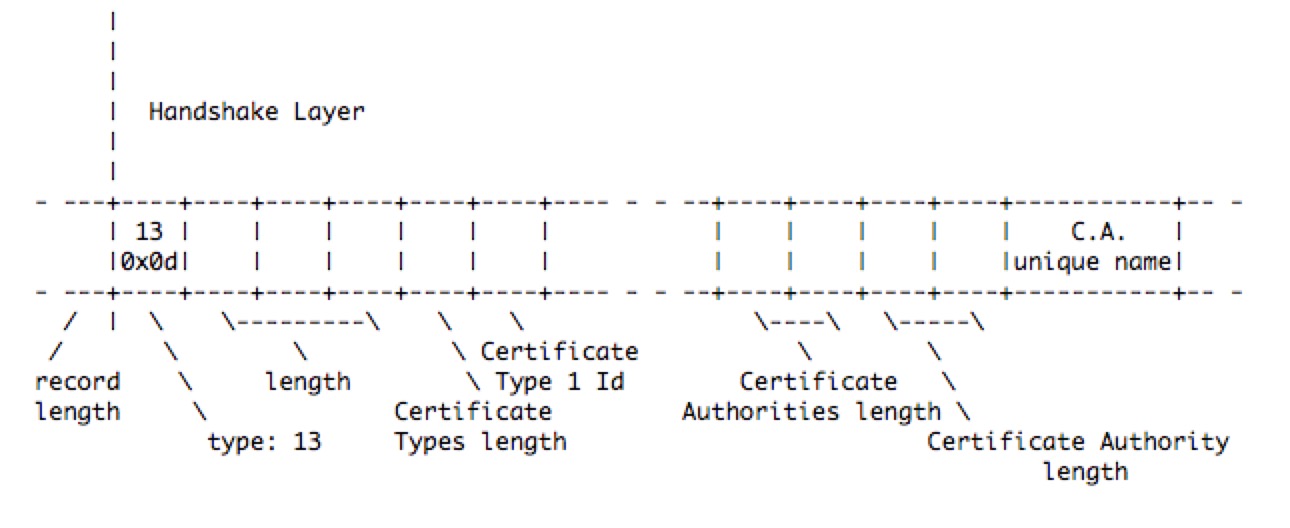 |
|
|
|  Handshake Layer
|
|
- ---+----+----+----+----+----+----+---- - - --+----+----+----+----+-----------+-- -
     | 13 |    |    |    |    |    |           |    |    |    |    |    C.A.   |
     |0x0d|    |    |    |    |    |           |    |    |    |    |unique name|
- ---+----+----+----+----+----+----+---- - - --+----+----+----+----+-----------+-- -
  /  |  \    \---------\    \    \                \----\   \-----\
 /       \        \          \ Certificate           \        \
record    \     length        \ Type 1 Id        Certificate   \
length     \             Certificate         Authorities length \
            type: 13     Types length                         Certificate Authority
                                                                      length